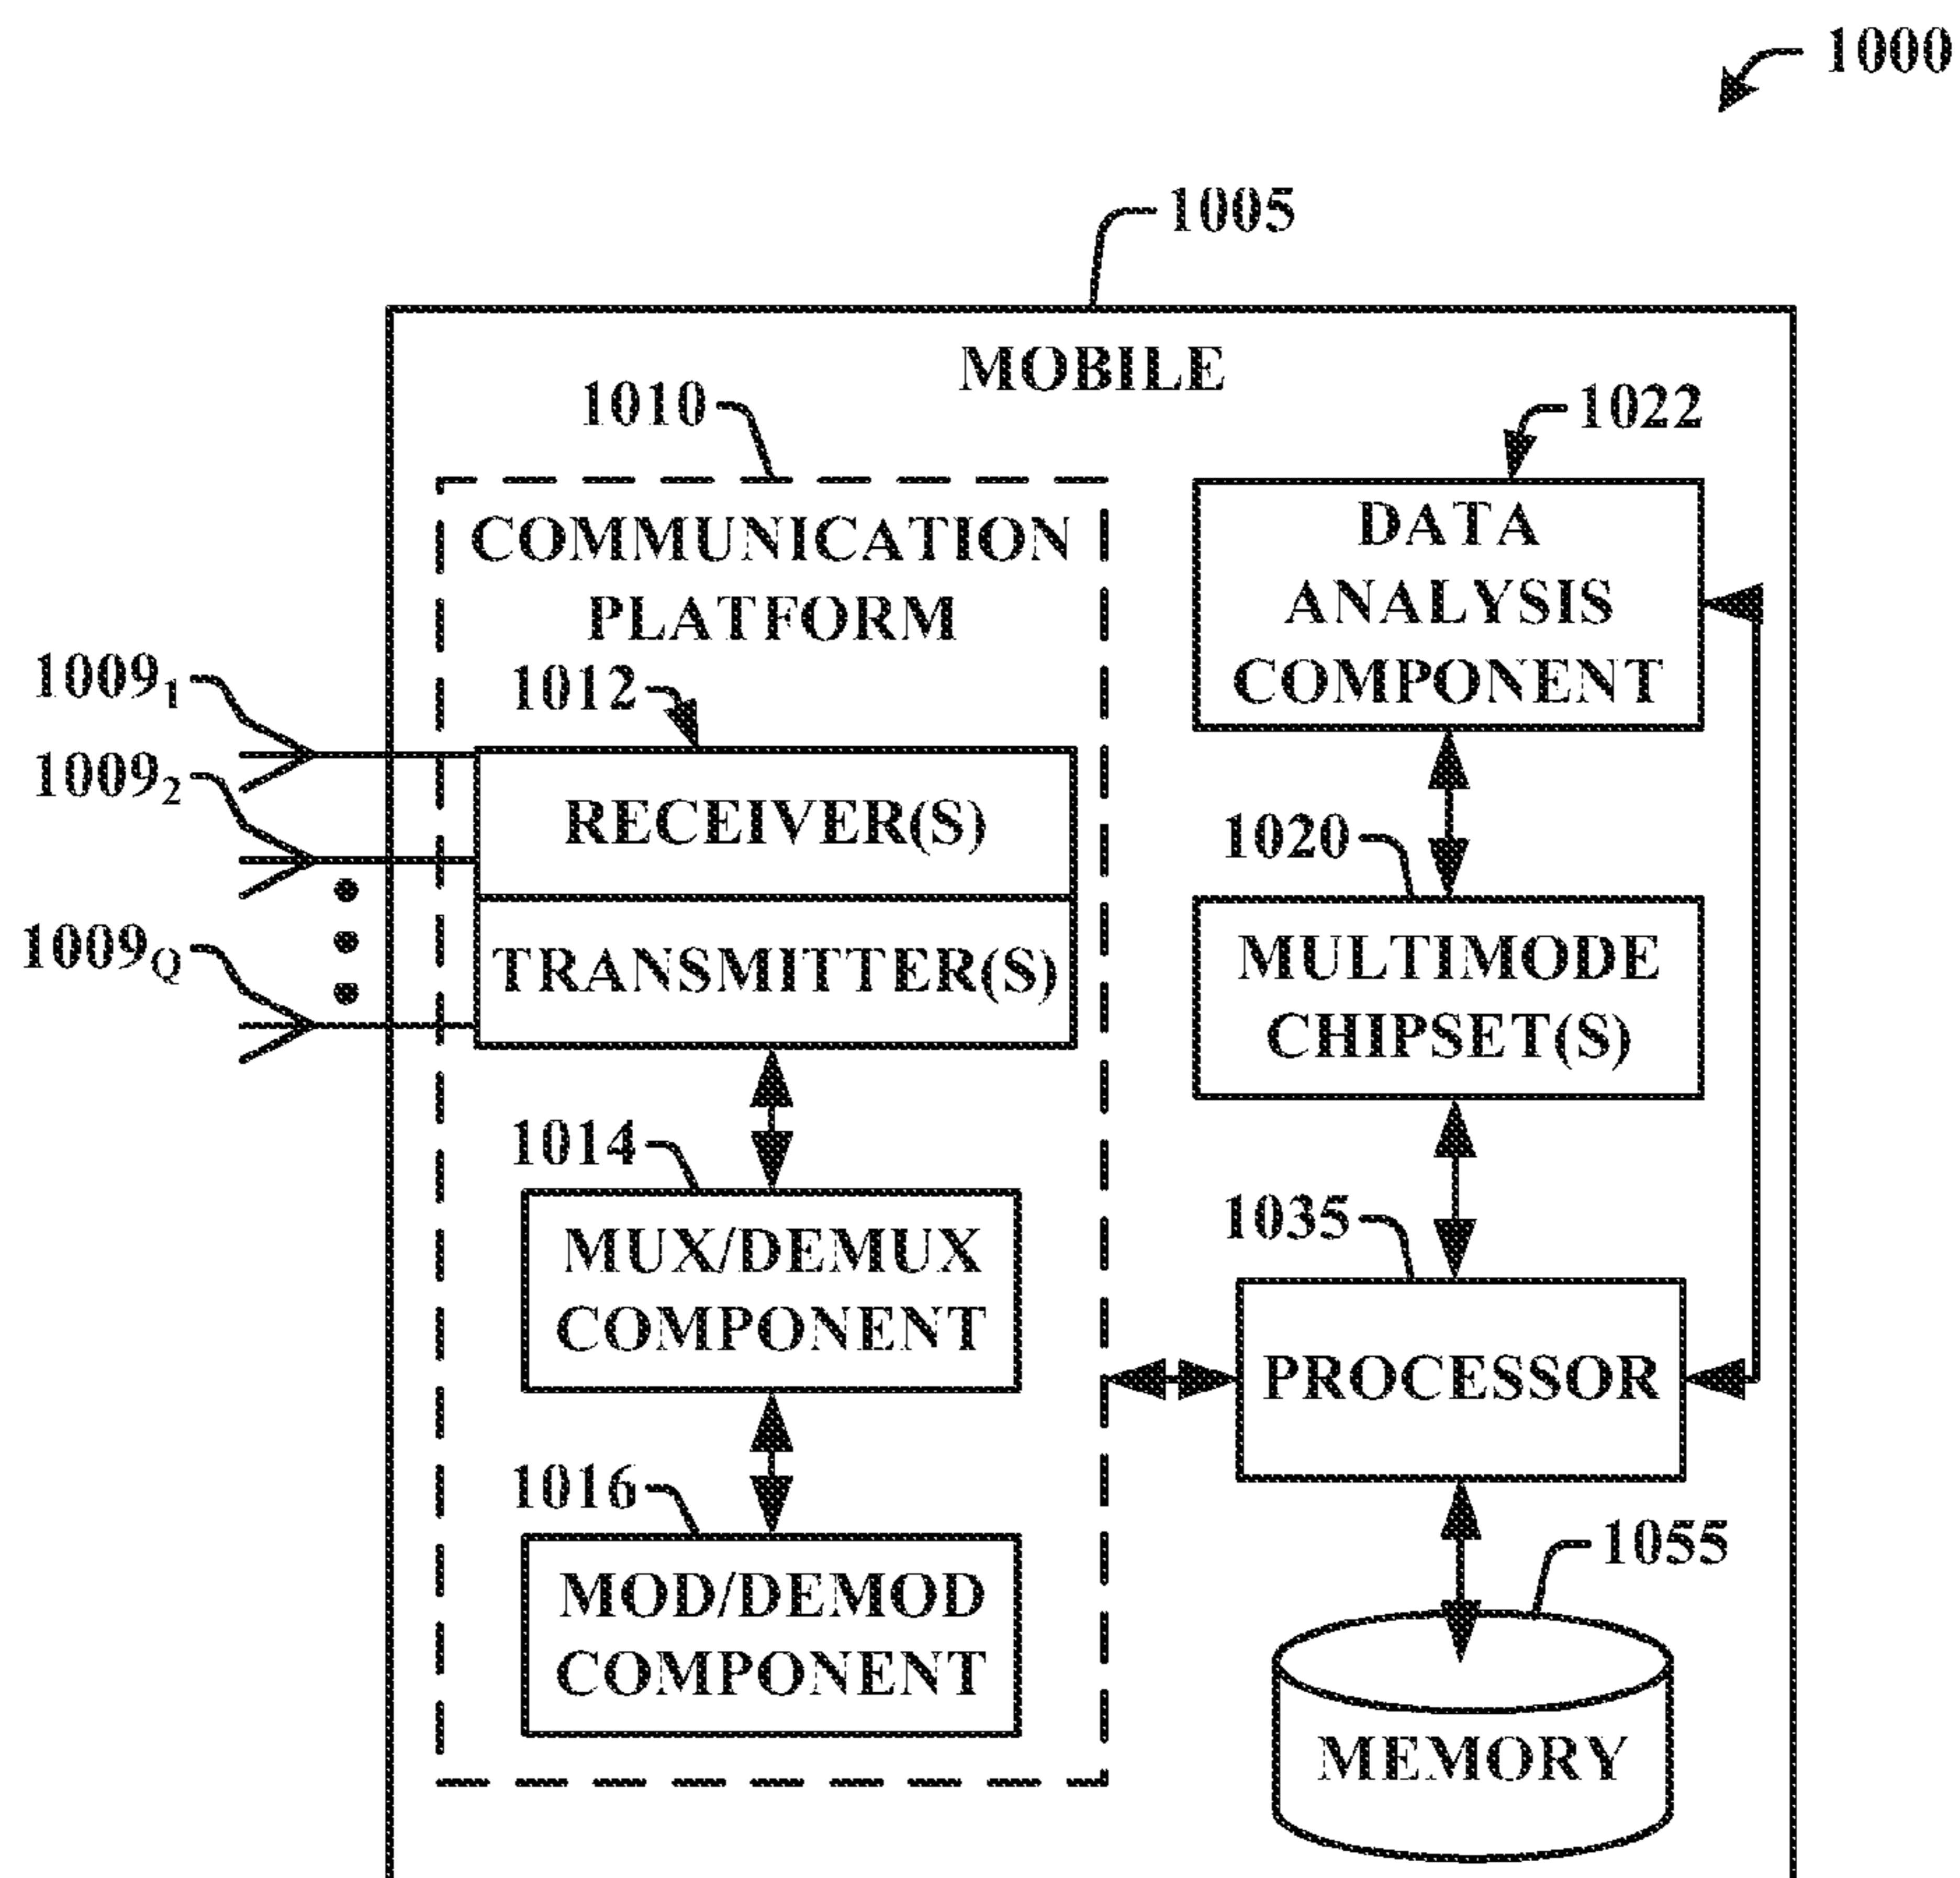 1000
1005
MOBILE
1010
1022
COMMUNICATION
PLATFORM
DATA
ANALYSIS
COMPONENT
1009₁
1012
1009₂
RECEIVER(S)
1020
1009Q
TRANSMITTER(S)
MULTIMODE
CHIPSET(S)
1014
MUX/DEMUX
COMPONENT
1035
PROCESSOR
1016
MOD/DEMOD
COMPONENT
1055
MEMORY